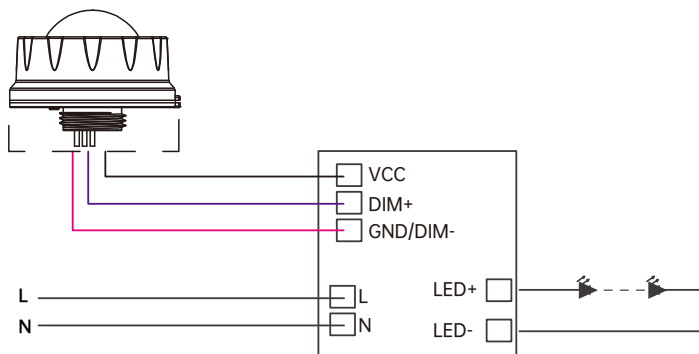 VCC
DIM+
GND/DIM-
L
L
LED+
N
N
LED-